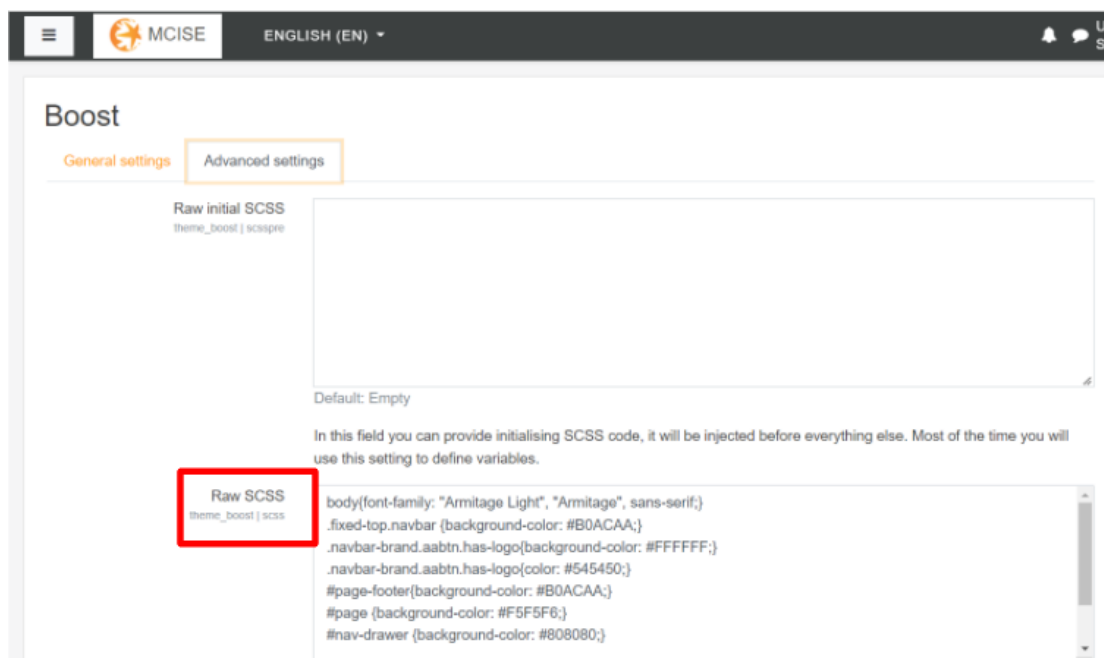 MCISE
ENGLISH (EN)
Boost
General settings
Advanced settings
Raw initial SCSS
theme_boost | scsspre
Default: Empty
In this field you can provide initialising SCSS code, it will be injected before everything else. Most of the time you will
use this setting to define variables.
Raw SCSS
theme_boost | scss
body{font-family: "Armitage Light", "Armitage", sans-serif;}
.fixed-top.navbar {background-color: #B0ACAA;}
.navbar-brand.aabtn.has-logo{background-color: #FFFFFF;}
.navbar-brand.aabtn.has-logo{color: #545450;}
#page-footer{background-color: #B0ACAA;}
#page {background-color: #F5F5F6;}
#nav-drawer {background-color: #808080;}